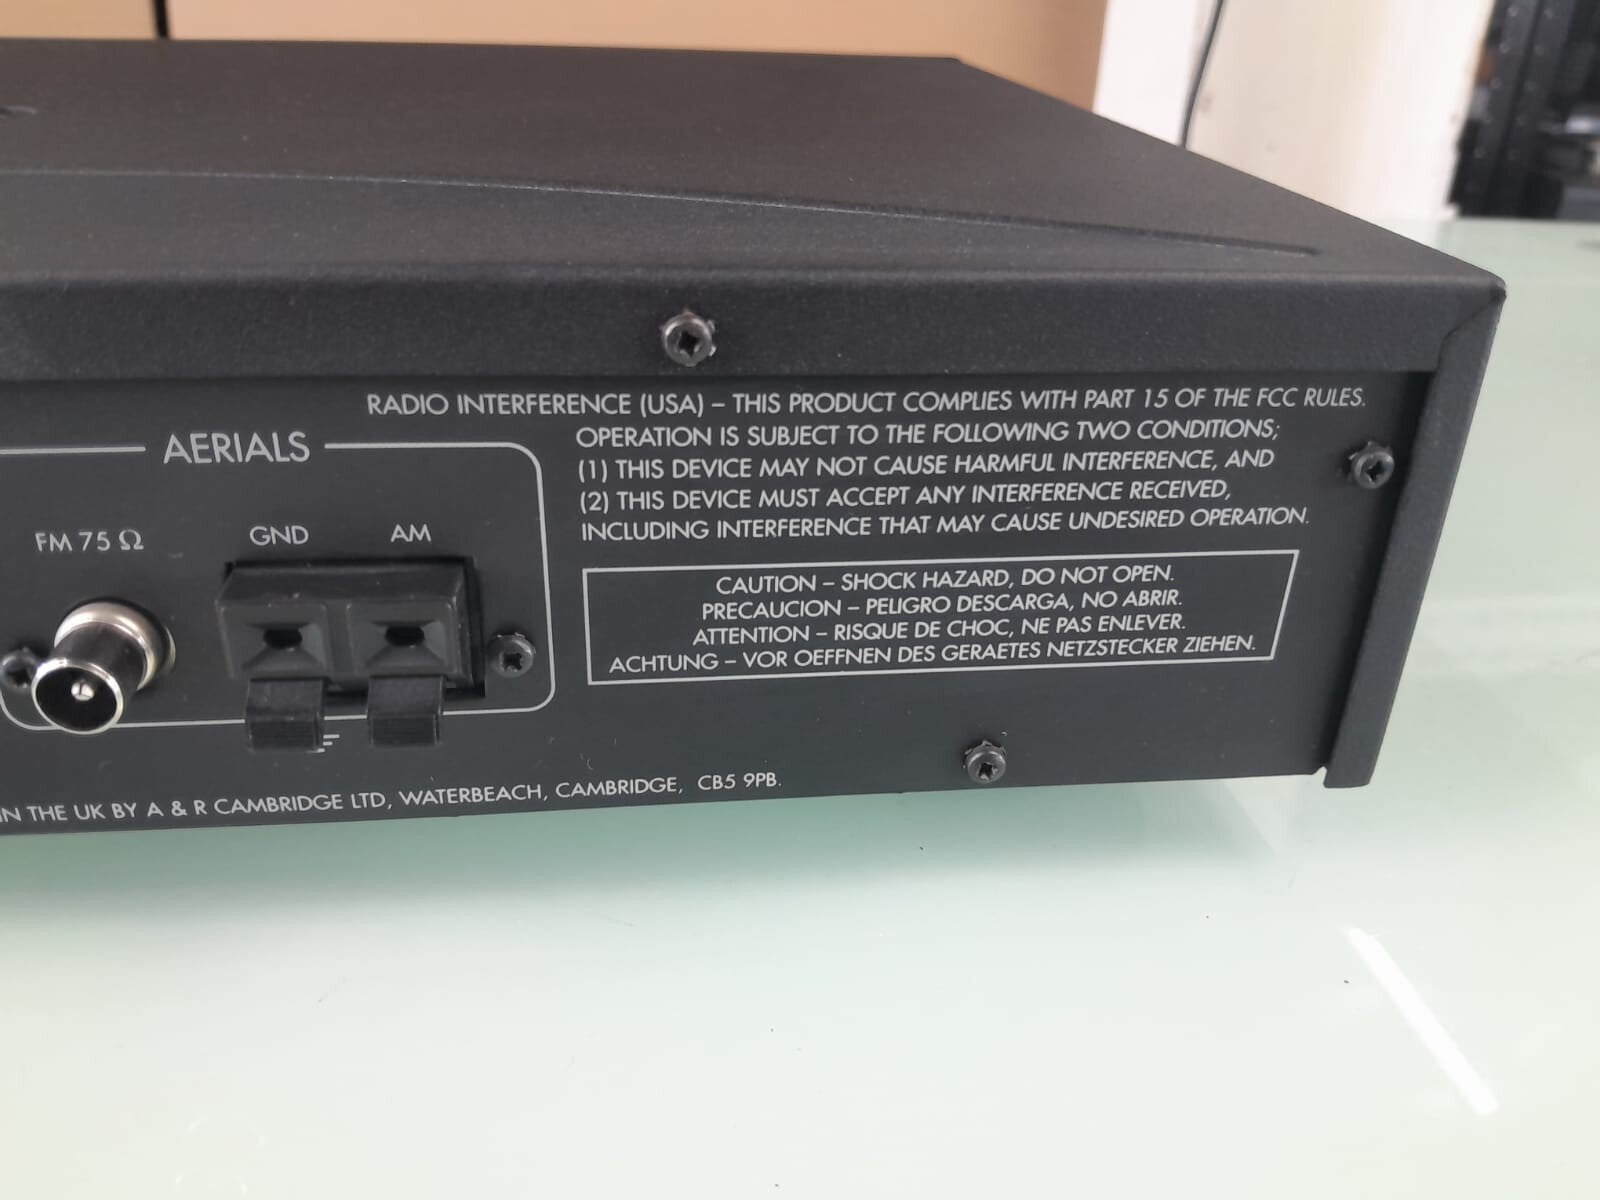 RADIO INTERFERENCE (USA) – THIS PRODUCT COMPLIES WITH PART 15 OF THE FCC RULES.
OPERATION IS SUBJECT TO THE FOLLOWING TWO CONDITIONS;
(1) THIS DEVICE MAY NOT CAUSE HARMFUL INTERFERENCE, AND
(2) THIS DEVICE MUST ACCEPT ANY INTERFERENCE RECEIVED,
INCLUDING INTERFERENCE THAT MAY CAUSE UNDESIRED OPERATION.
AERIALS
FM 75 Ω
GND
AM
CAUTION – SHOCK HAZARD, DO NOT OPEN.
PRECAUCION – PELIGRO DESCARGA, NO ABRIR.
ATTENTION – RISQUE DE CHOC, NE PAS ENLEVER.
ACHTUNG – VOR OEFFNEN DES GERAETES NETZSTECKER ZIEHEN.
IN THE UK BY A & R CAMBRIDGE LTD, WATERBEACH, CAMBRIDGE, CB5 9PB.